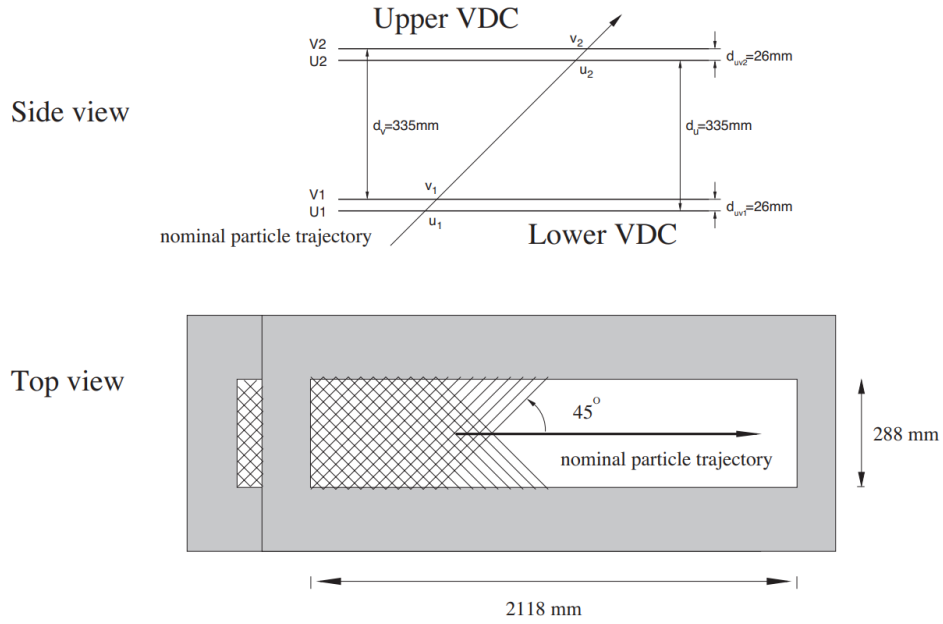 Upper VDC
Side view
V2
U2
v2
u2
d_uv2=26mm
d_v=335mm
d_u=335mm
V1
U1
v1
u1
d_uv1=26mm
nominal particle trajectory
Lower VDC
Top view
45°
nominal particle trajectory
288 mm
2118 mm